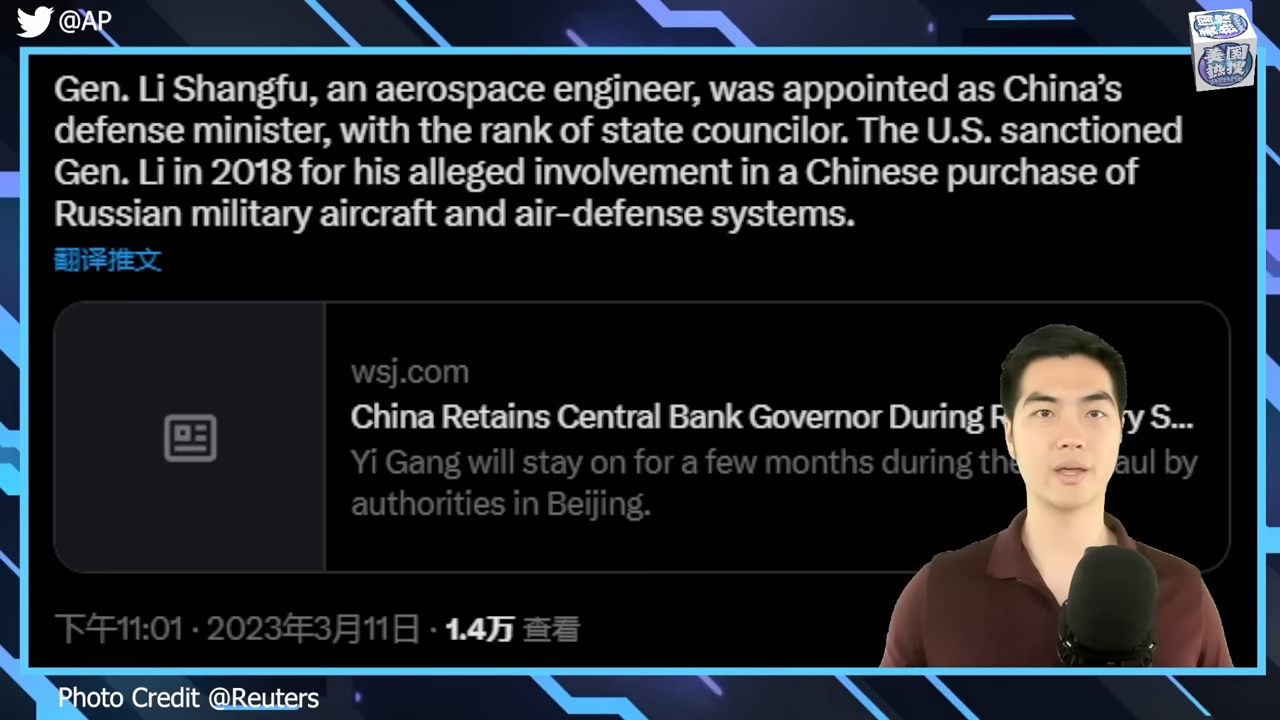 @AP
美国热搜
Gen. Li Shangfu, an aerospace engineer, was appointed as China's
defense minister, with the rank of state councilor. The U.S. sanctioned
Gen. Li in 2018 for his alleged involvement in a Chinese purchase of
Russian military aircraft and air-defense systems.
翻译推文
wsj.com
China Retains Central Bank Governor During R y S...
Yi Gang will stay on for a few months during the aul by
authorities in Beijing.
下午11:01 · 2023年3月11日 · 1.4万 查看
Photo Credit @Reuters